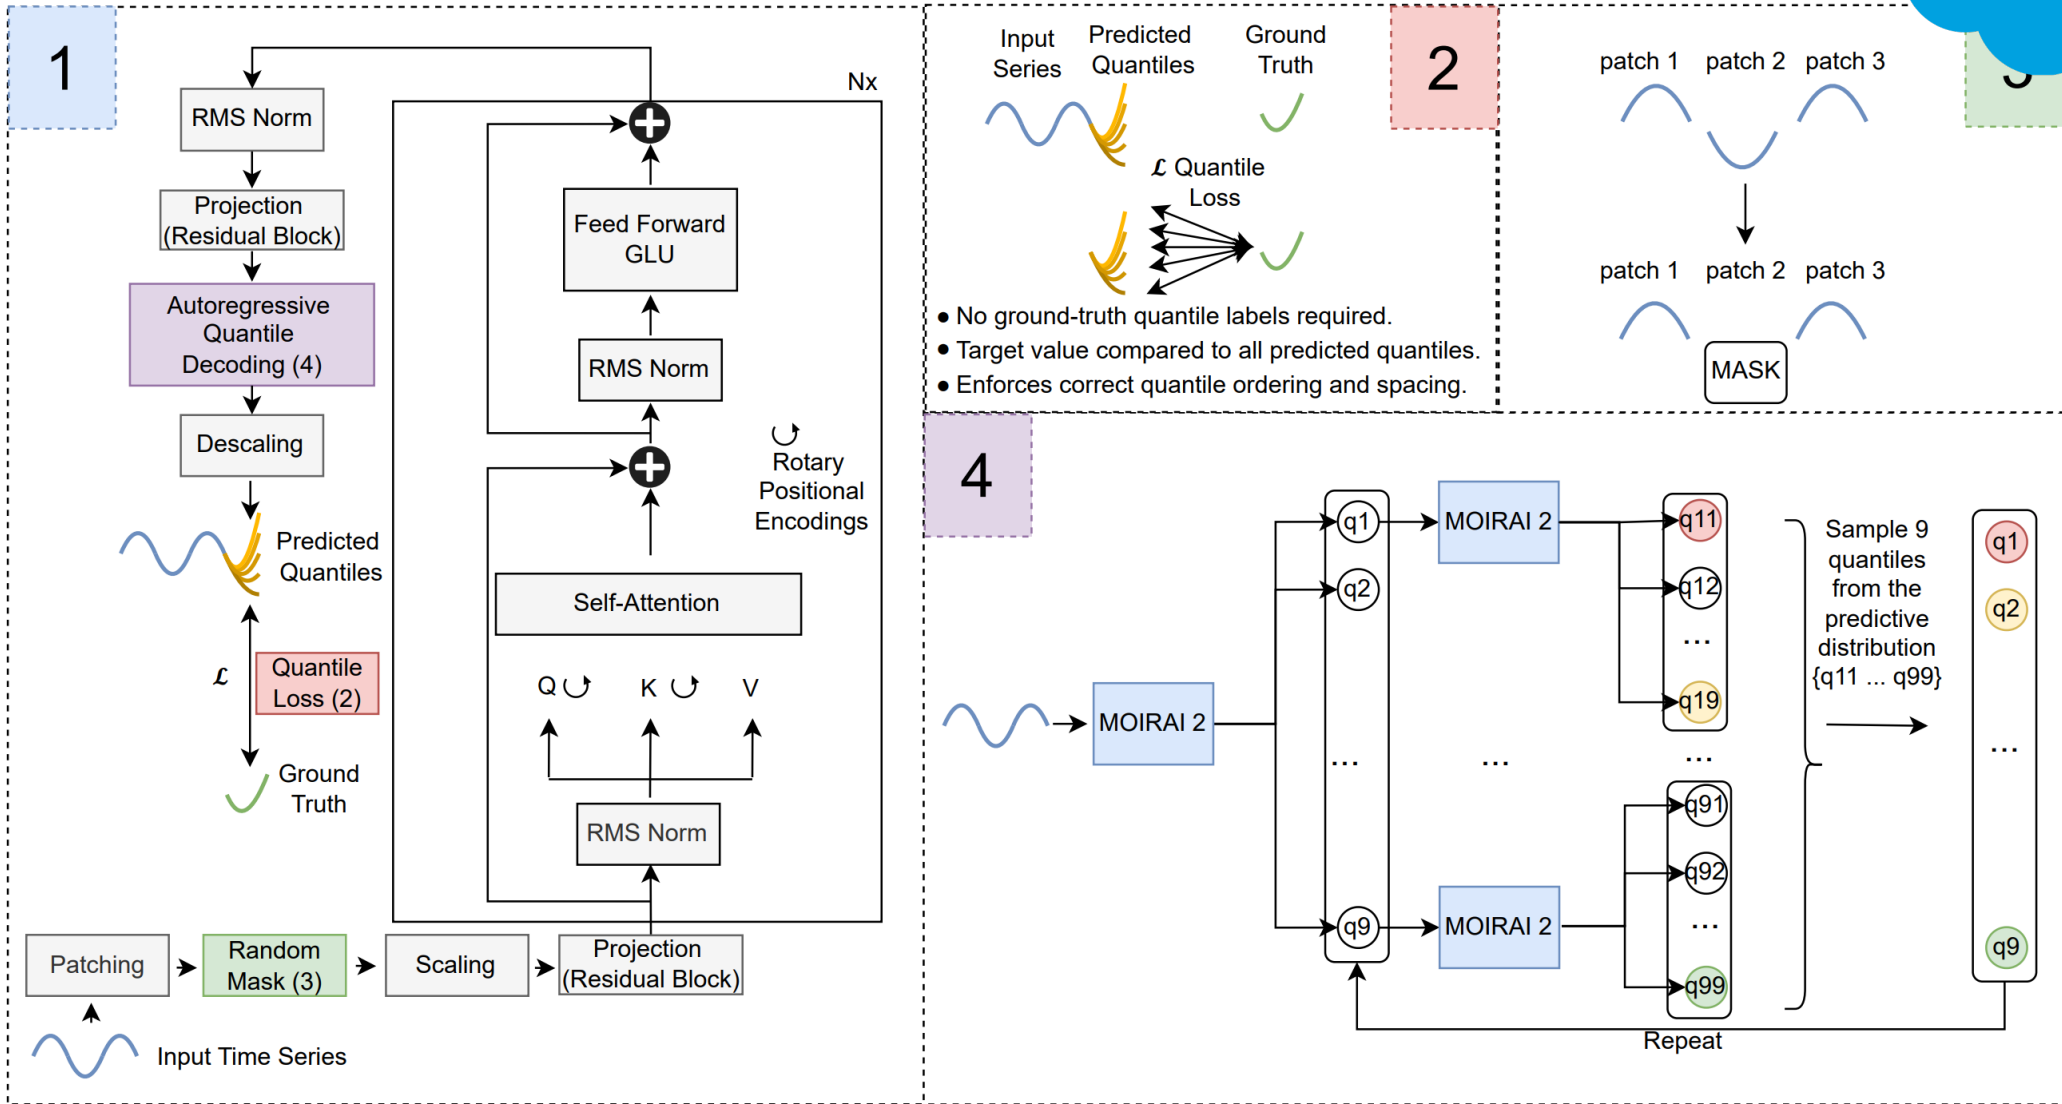 1
Nx
RMS Norm
Projection
(Residual Block)
Autoregressive
Quantile
Decoding (4)
Descaling
Predicted
Quantiles
ℒ
Quantile
Loss (2)
Ground
Truth
Feed Forward
GLU
RMS Norm
Rotary
Positional
Encodings
Self-Attention
Q
K
V
RMS Norm
Patching
Random
Mask (3)
Scaling
Projection
(Residual Block)
Input Time Series
2
Input
Series
Predicted
Quantiles
Ground
Truth
ℒ Quantile
Loss
● No ground-truth quantile labels required.
● Target value compared to all predicted quantiles.
● Enforces correct quantile ordering and spacing.
patch 1 patch 2 patch 3
patch 1 patch 2 patch 3
MASK
4
MOIRAI 2
q1
q2
...
q9
MOIRAI 2
...
MOIRAI 2
q11
q12
...
q19
...
q91
q92
...
q99
Sample 9
quantiles
from the
predictive
distribution
{q11 ... q99}
q1
q2
...
q9
Repeat